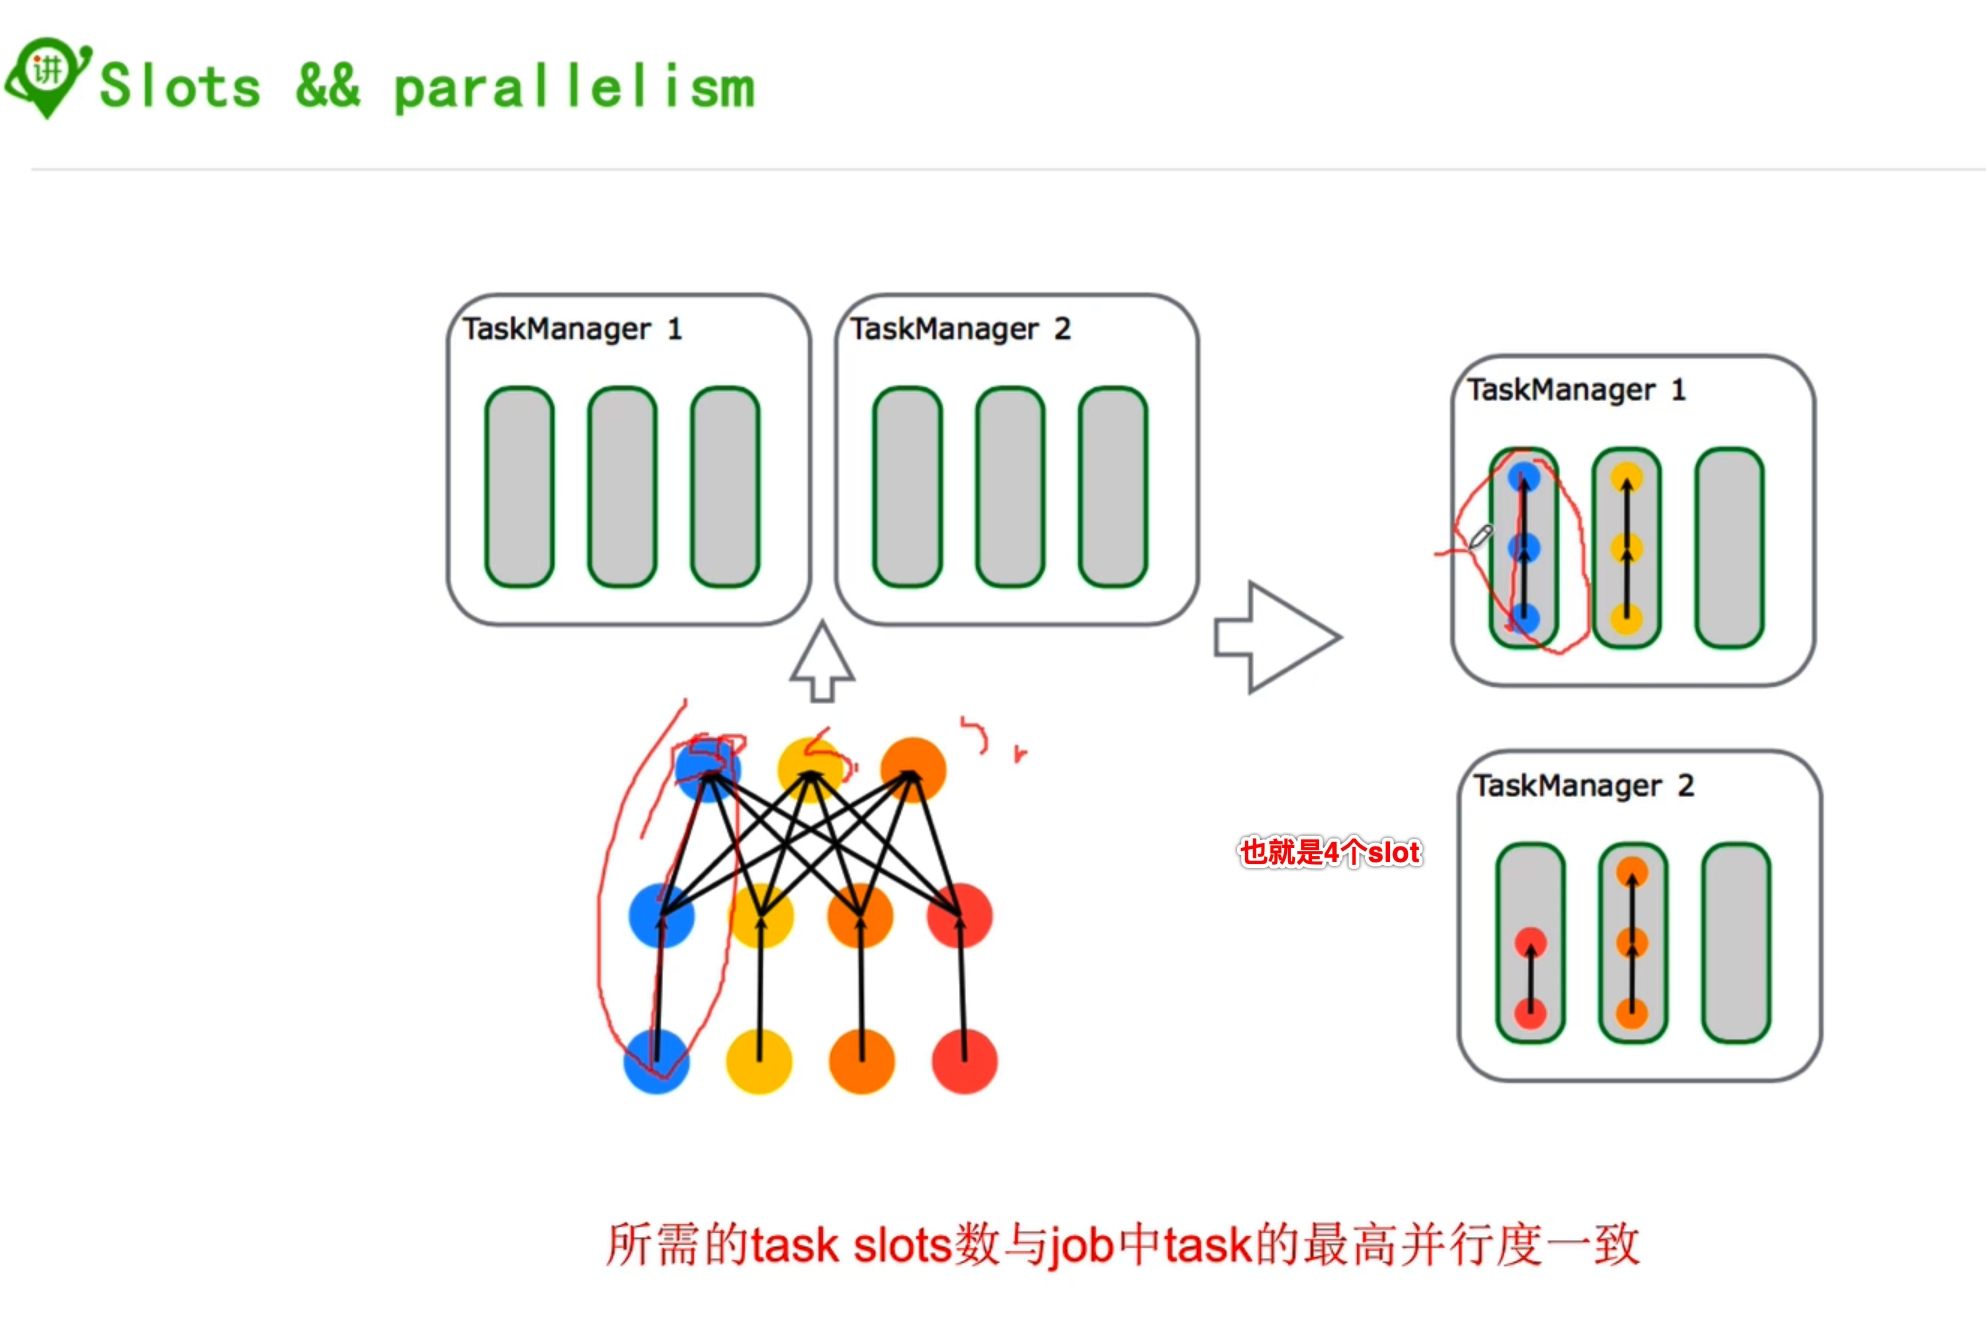 讲
Slots && parallelism
TaskManager 1
TaskManager 2
TaskManager 1
TaskManager 2
也就是4个slot
所需的task slots数与job中task的最高并行度一致